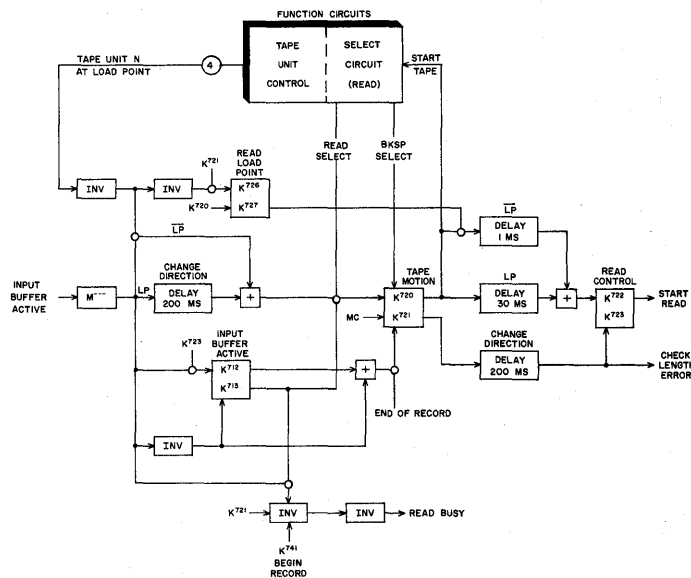 FUNCTION CIRCUITS
TAPE UNIT N
AT LOAD POINT
4
TAPE
UNIT
CONTROL
SELECT
CIRCUIT
(READ)
START
TAPE
READ
SELECT
BKSP
SELECT
INV
INV
K721
READ
LOAD
POINT
K726
K727
K720
LP
LP
DELAY
1 MS
INPUT
BUFFER
ACTIVE
M---
LP
CHANGE
DIRECTION
DELAY
200 MS
+
TAPE
MOTION
K720
K721
MC
LP
DELAY
30 MS
+
READ
CONTROL
K722
K723
START
READ
K723
INPUT
BUFFER
ACTIVE
K712
K713
+
CHANGE
DIRECTION
DELAY
200 MS
CHECK
LENGTH
ERROR
END OF RECORD
INV
K721
INV
INV
READ BUSY
K741
BEGIN
RECORD